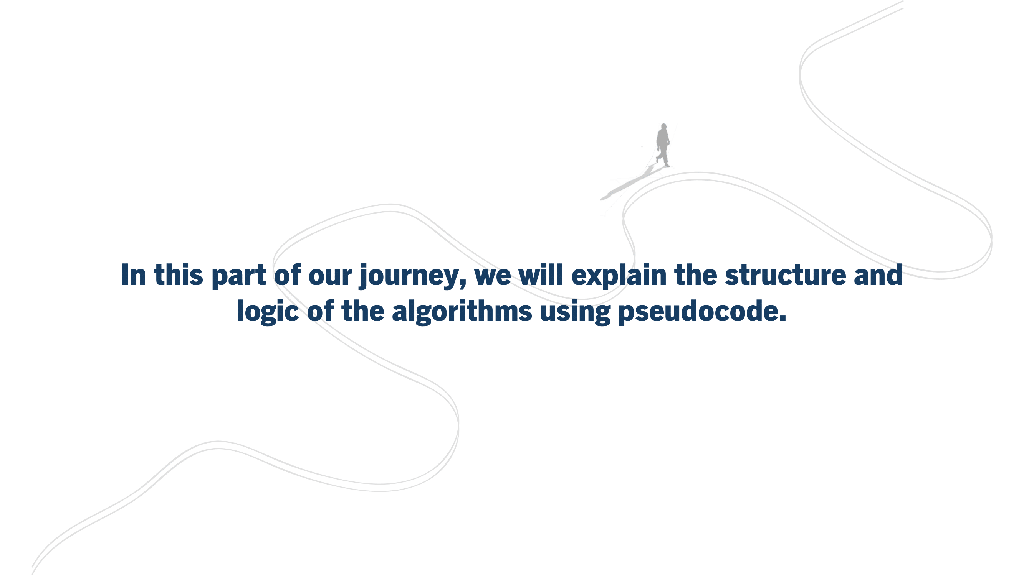 In this part of our journey, we will explain the structure and
logic of the algorithms using pseudocode.